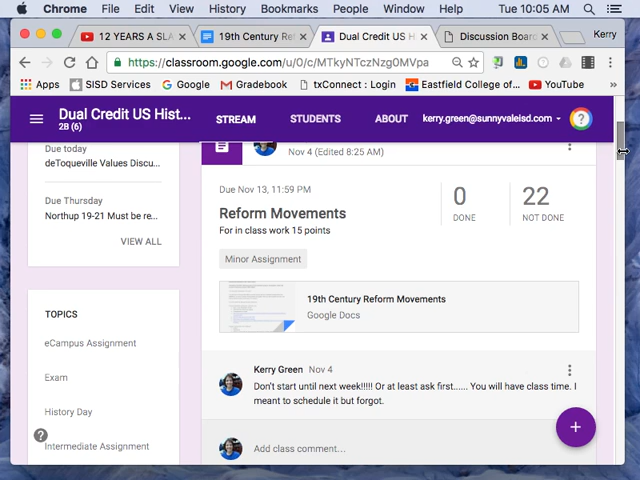 Chrome File Edit View History Bookmarks People Window Help Tue 10:05 AM
12 YEARS A SLA 19th Century Re Dual Credit US H Discussion Board Kerry
https://classroom.google.com/u/0/c/MTkyNTczNzg0MVpa
Apps SISD Services Google Gmail Gradebook txConnect : Login Eastfield College of... YouTube »
Dual Credit US Hist...
2B (6)
STREAM STUDENTS ABOUT kerry.green@sunnyvaleisd.com
Due today
deToqueville Values Discu...
Due Thursday
Northup 19-21 Must be re...
VIEW ALL
TOPICS
eCampus Assignment
Exam
History Day
Intermediate Assignment
Nov 4 (Edited 8:25 AM)
Due Nov 13, 11:59 PM
Reform Movements
For in class work 15 points
0
DONE
22
NOT DONE
Minor Assignment
19th Century Reform Movements
Google Docs
Kerry Green Nov 4
Don't start until next week!!!!! Or at least ask first...... You will have class time. I
meant to schedule it but forgot.
Add class comment...